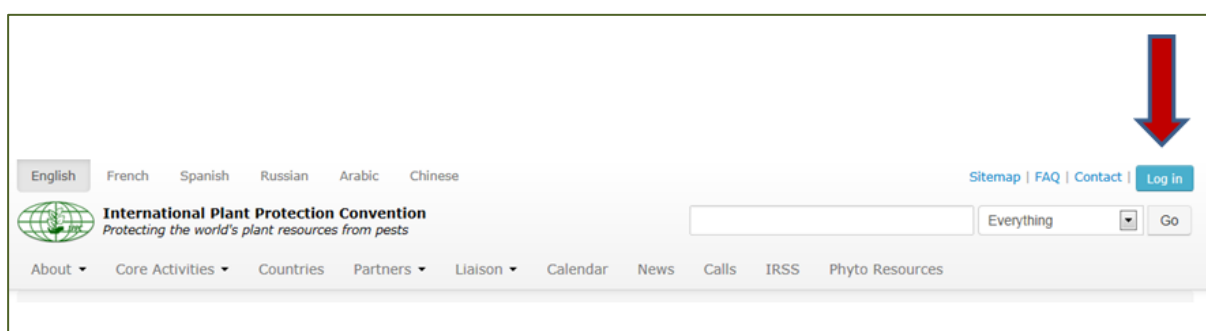 English French Spanish Russian Arabic Chinese Sitemap | FAQ | Contact | Log in
International Plant Protection Convention
Protecting the world's plant resources from pests
Everything Go
About Core Activities Countries Partners Liaison Calendar News Calls IRSS Phyto Resources